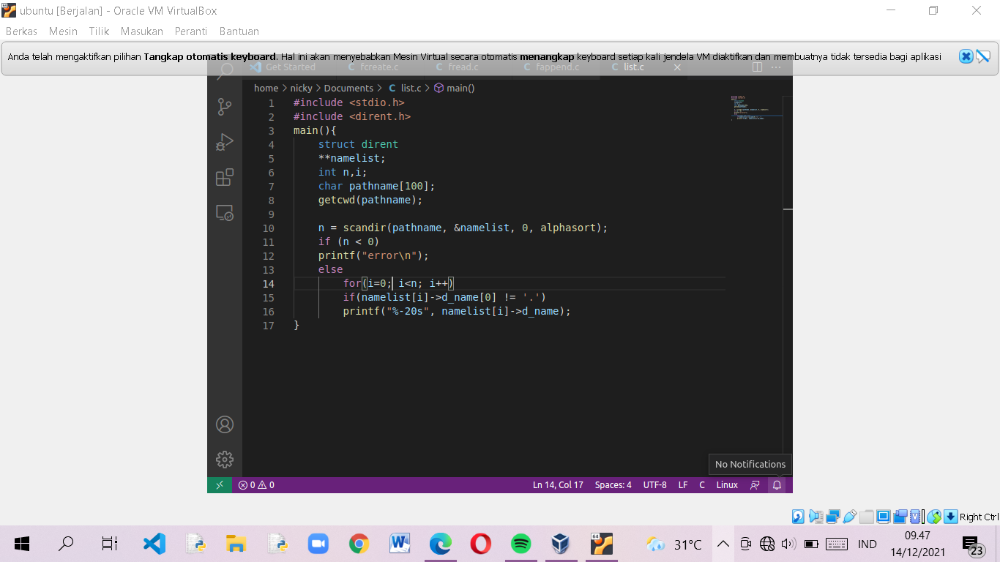 ubuntu [Berjalan] - Oracle VM VirtualBox
Berkas Mesin Tilik Masukan Peranti Bantuan
Anda telah mengaktifkan pilihan Tangkap otomatis keyboard. Hal ini akan menyebabkan Mesin Virtual secara otomatis menangkap keyboard setiap kali jendela VM diaktifkan dan membuatnya tidak tersedia bagi aplikasi
Get Started fcreate.c fread.c fappend.c list.c
home > nicky > Documents > C list.c > main()
1 #include <stdio.h>
2 #include <dirent.h>
3 main(){
4 struct dirent
5 **namelist;
6 int n,i;
7 char pathname[100];
8 getcwd(pathname);
9
10 n = scandir(pathname, &namelist, 0, alphasort);
11 if (n < 0)
12 printf("error\n");
13 else
14 for(i=0; i<n; i++)
15 if(namelist[i]->d_name[0] != '.')
16 printf("%-20s", namelist[i]->d_name);
17 }
No Notifications
0 0 Ln 14, Col 17 Spaces: 4 UTF-8 LF C Linux
Right Ctrl
31°C IND 09.47
14/12/2021
23